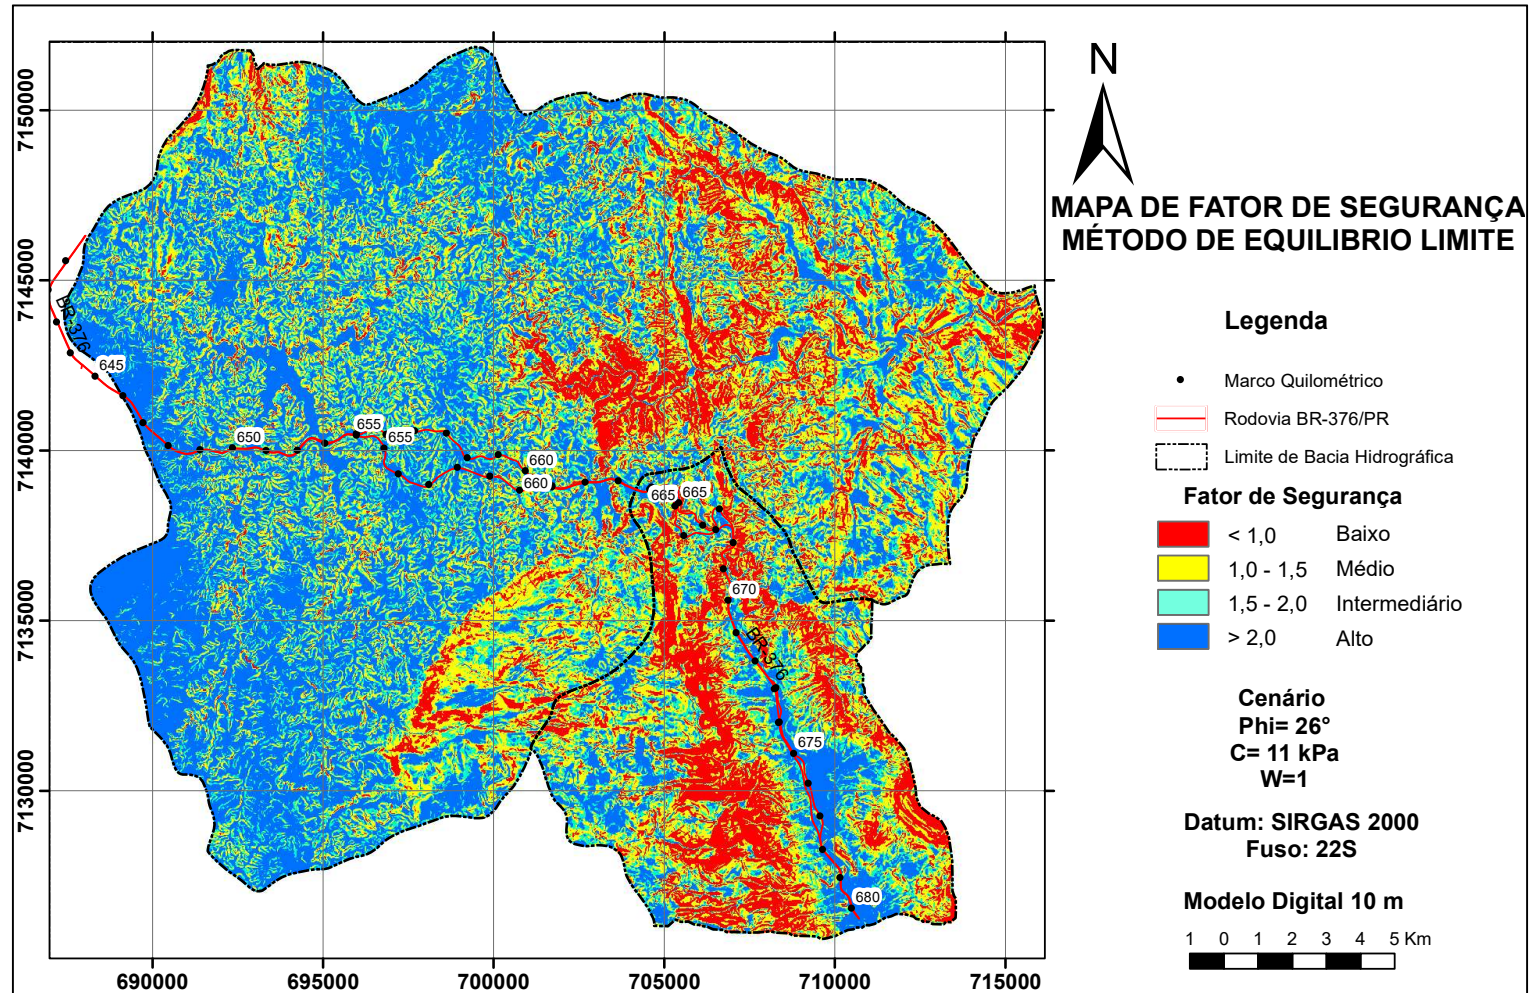 7150000
7145000
7140000
7135000
7130000
690000
695000
700000
705000
710000
715000
BR-376
645
650
655
655
660
660
665
665
670
BR-376
675
680
N
MAPA DE FATOR DE SEGURANÇA
MÉTODO DE EQUILIBRIO LIMITE
Legenda
Marco Quilométrico
Rodovia BR-376/PR
Limite de Bacia Hidrográfica
Fator de Segurança
< 1,0 Baixo
1,0 - 1,5 Médio
1,5 - 2,0 Intermediário
> 2,0 Alto
Cenário
Phi= 26°
C= 11 kPa
W=1
Datum: SIRGAS 2000
Fuso: 22S
Modelo Digital 10 m
1 0 1 2 3 4 5 Km